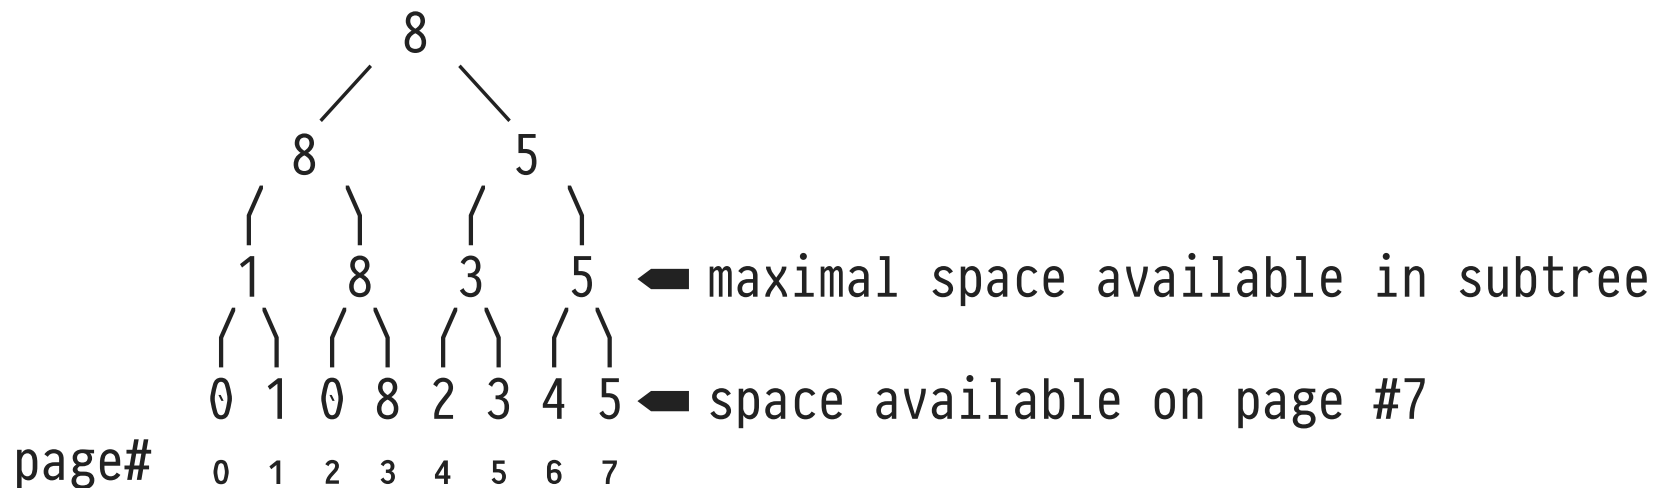 8
8 5
1 8 3 5 maximal space available in subtree
0 1 0 8 2 3 4 5 space available on page #7
page# 0 1 2 3 4 5 6 7